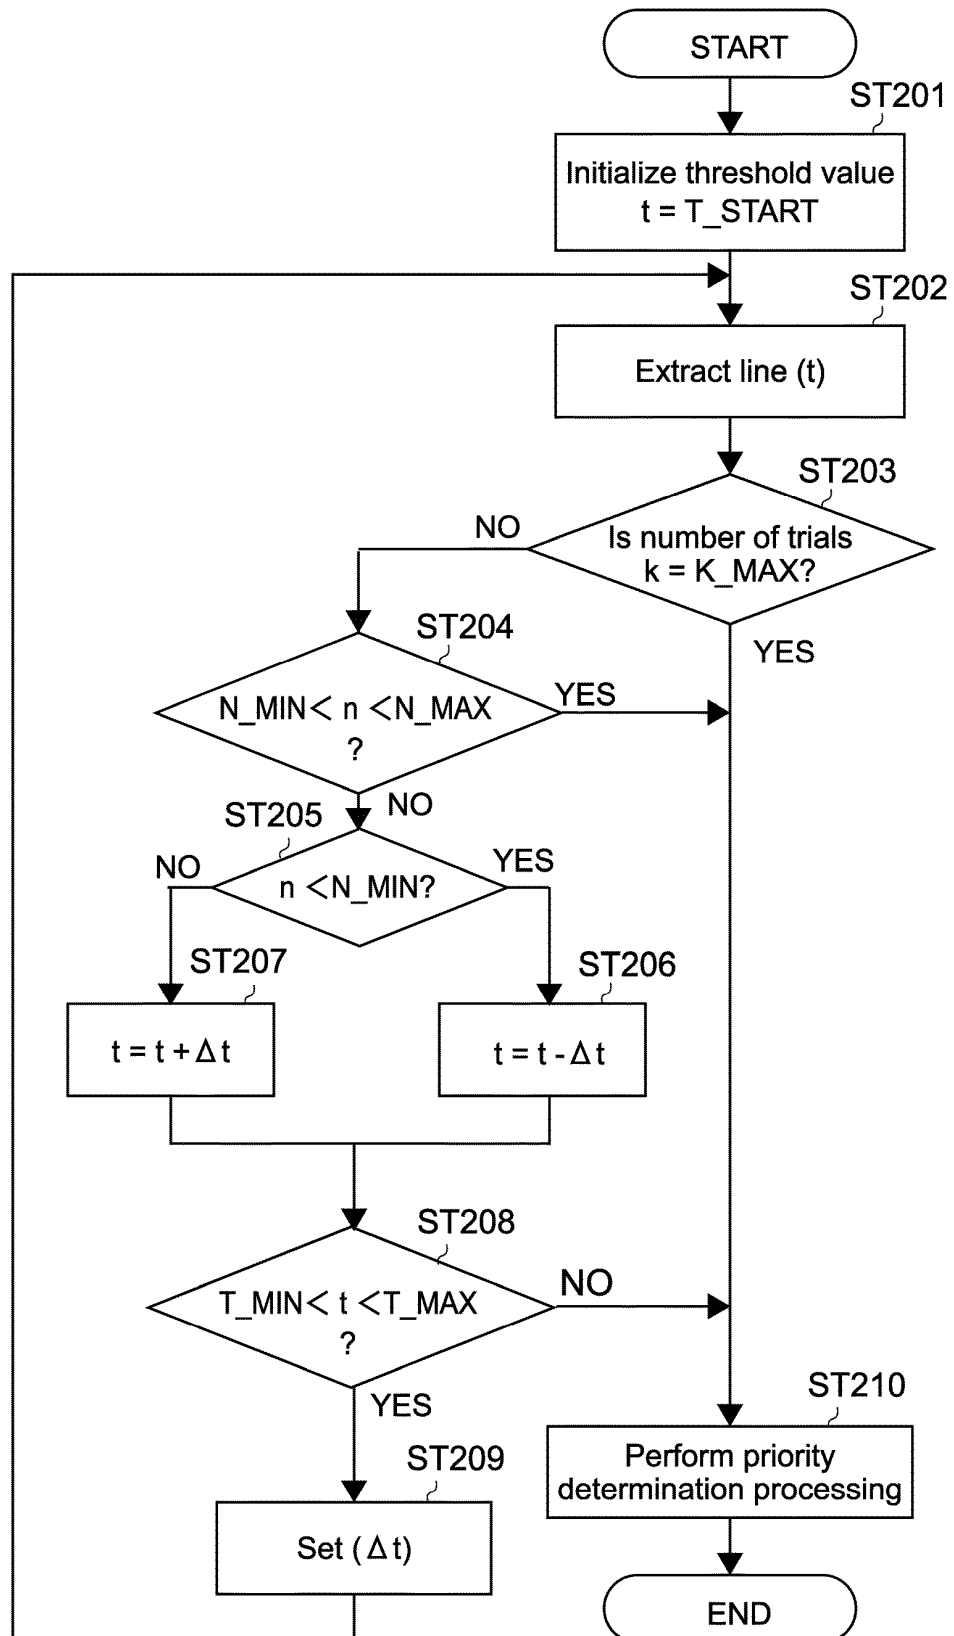 START
ST201
Initialize threshold value
t = T_START
ST202
Extract line (t)
ST203
Is number of trials
k = K_MAX?
NO
YES
ST204
N_MIN< n <N_MAX
?
YES
NO
ST205
n <N_MIN?
NO
YES
ST207
t = t + Δt
ST206
t = t - Δt
ST208
T_MIN< t <T_MAX
?
NO
YES
ST209
Set (Δt)
ST210
Perform priority
determination processing
END